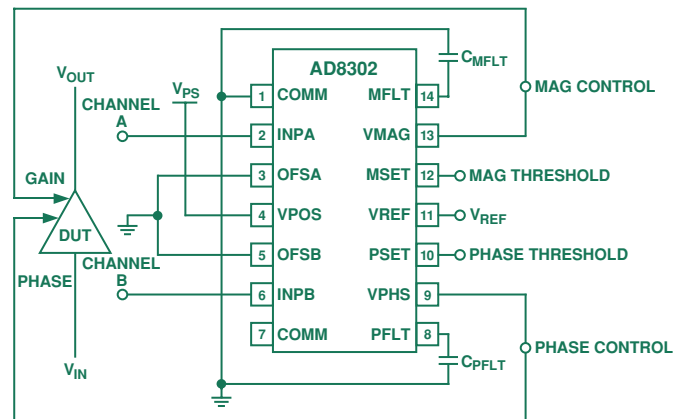 AD8302
CMFLT
VOUT
VPS
CHANNEL
A
1 COMM
MFLT 14
MAG CONTROL
2 INPA
VMAG 13
3 OFSA
MSET 12
MAG THRESHOLD
GAIN
4 VPOS
VREF 11
VREF
DUT
5 OFSB
PSET 10
PHASE THRESHOLD
CHANNEL
B
PHASE
6 INPB
VPHS 9
7 COMM
PFLT 8
PHASE CONTROL
CPFLT
VIN